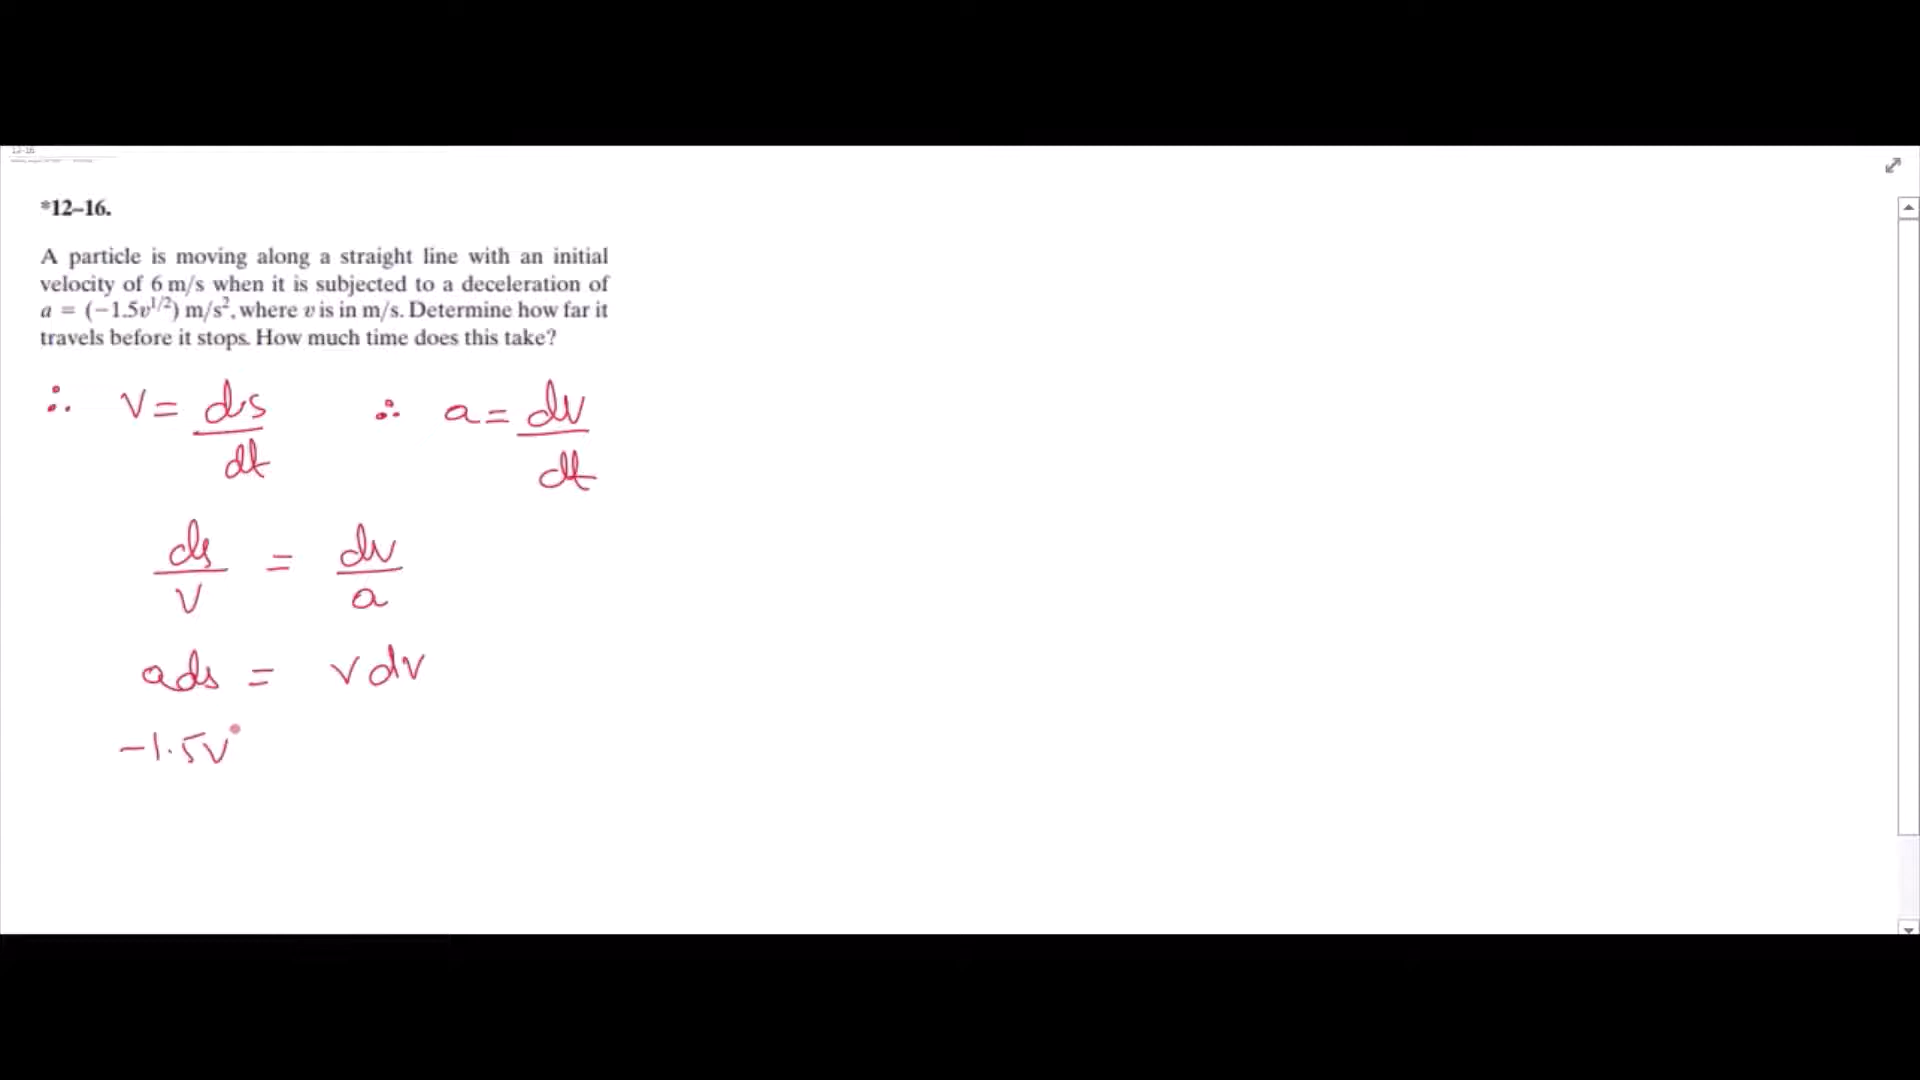 12-16
*12–16.
A particle is moving along a straight line with an initial
velocity of 6 m/s when it is subjected to a deceleration of
a = (−1.5v^{1/2}) m/s², where v is in m/s. Determine how far it
travels before it stops. How much time does this take?
∴ v = ds/dt ∴ a = dv/dt
ds/v = dv/a
ads = vdv
-1.5v